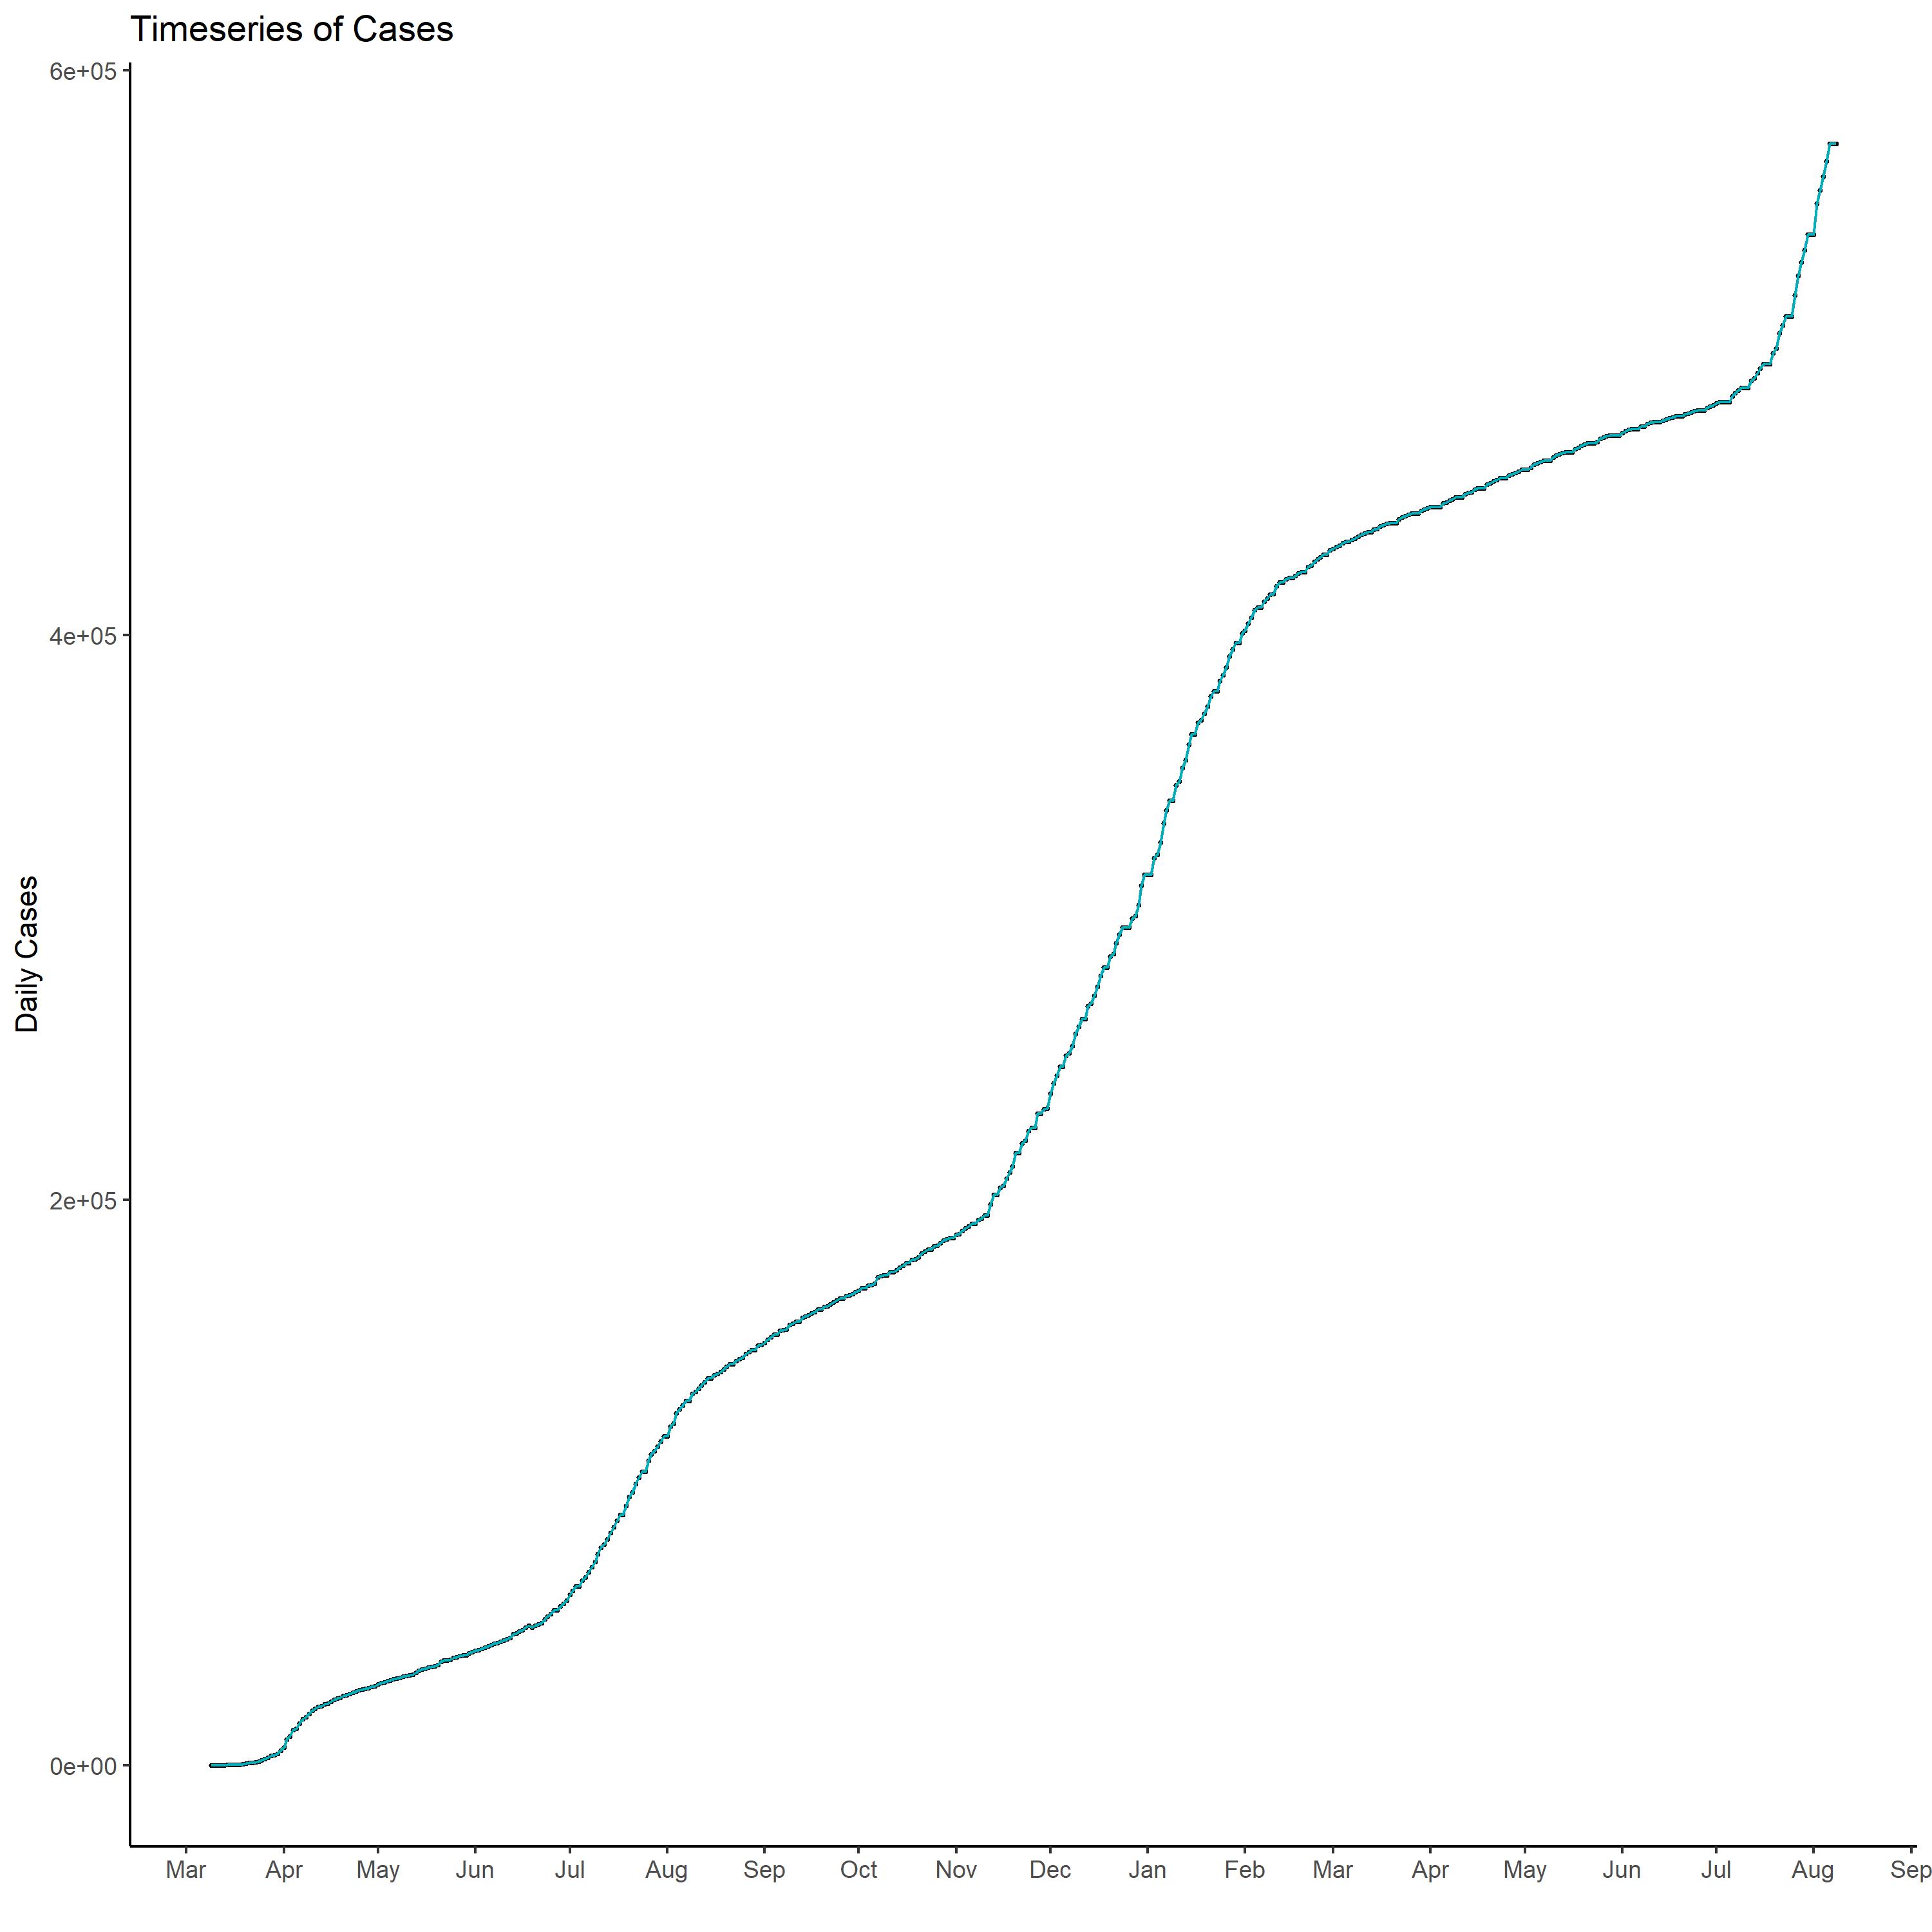 Timeseries of Cases
6e+05
4e+05
Daily Cases
2e+05
0e+00
Mar Apr May Jun Jul Aug Sep Oct Nov Dec Jan Feb Mar Apr May Jun Jul Aug Sep